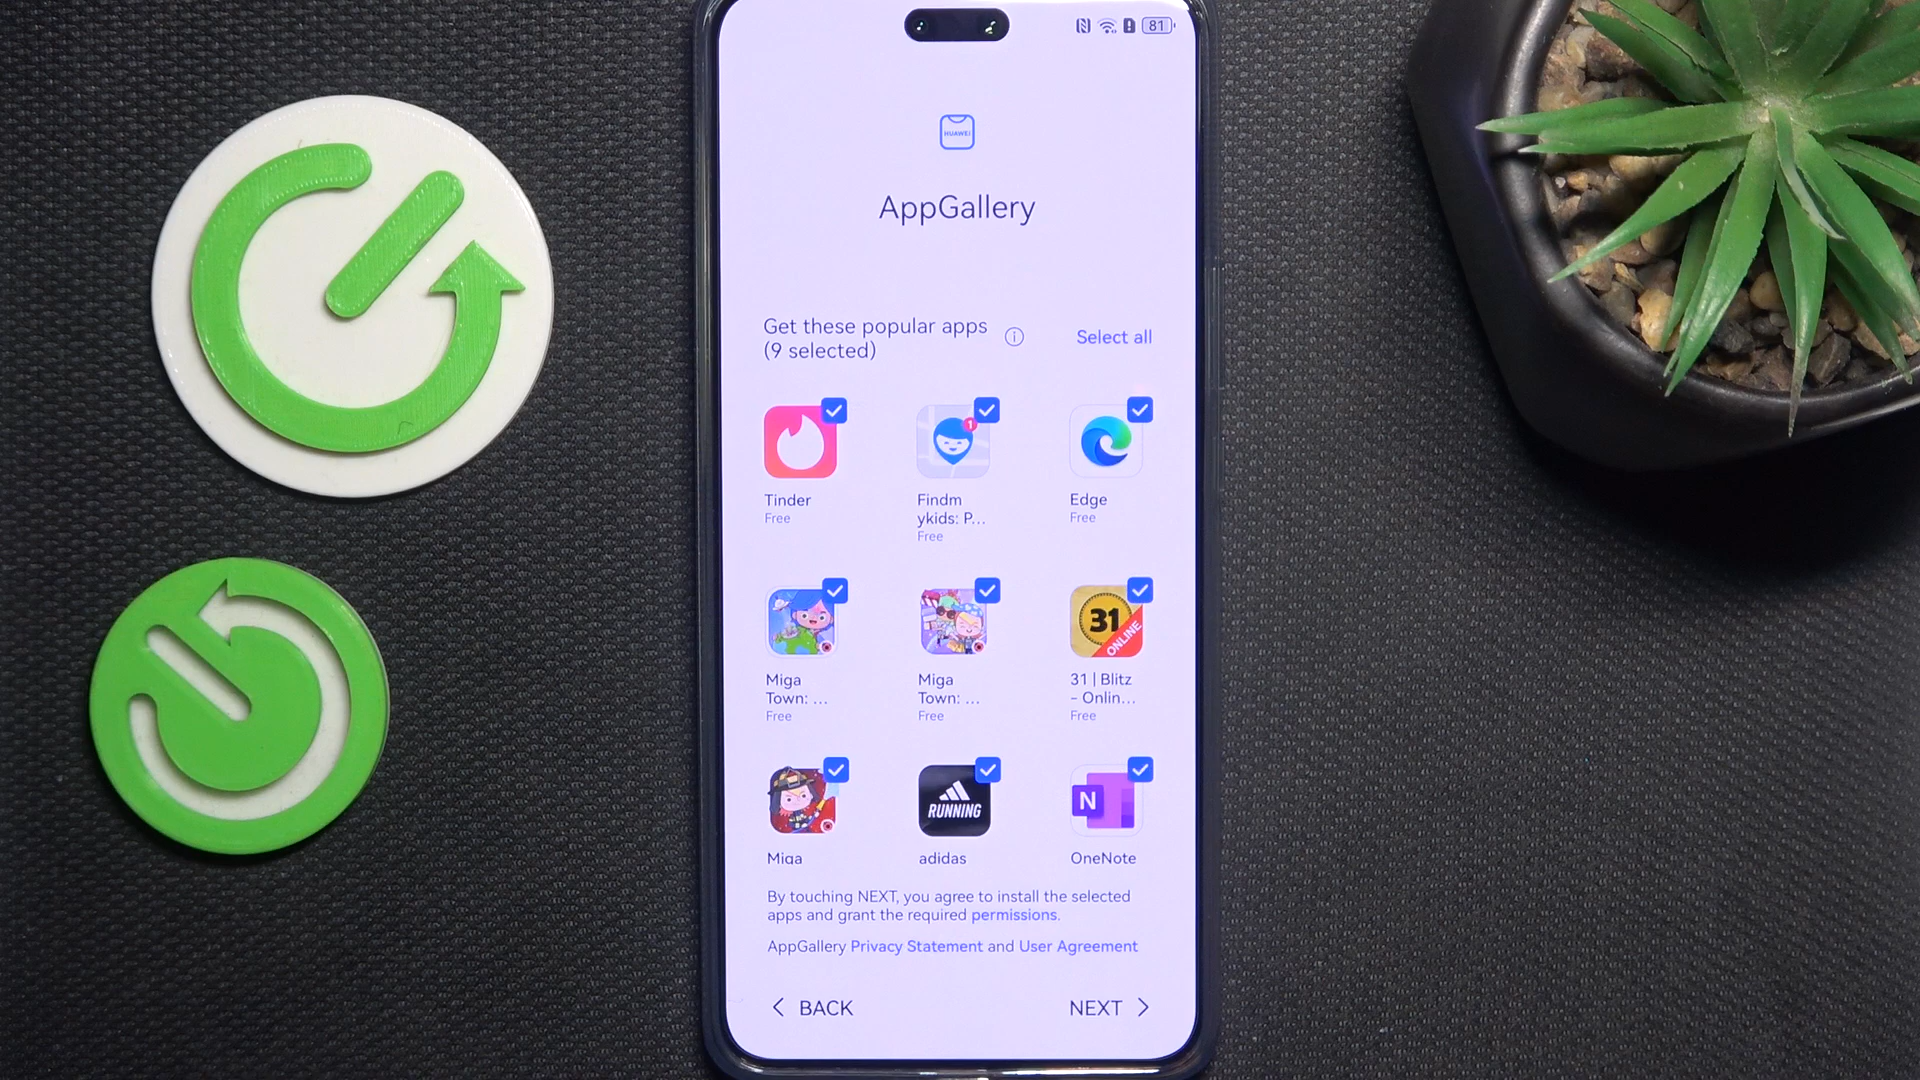 81
HUAWEI
AppGallery
Get these popular apps
(9 selected)
Select all
1
Tinder
Free
Findm
ykids: P...
Free
Edge
Free
31
ONLINE
Miga
Town: ...
Free
Miga
Town: ...
Free
31 | Blitz
- Onlin...
Free
RUNNING
N
Miga
adidas
OneNote
By touching NEXT, you agree to install the selected
apps and grant the required permissions.
AppGallery Privacy Statement and User Agreement
BACK
NEXT